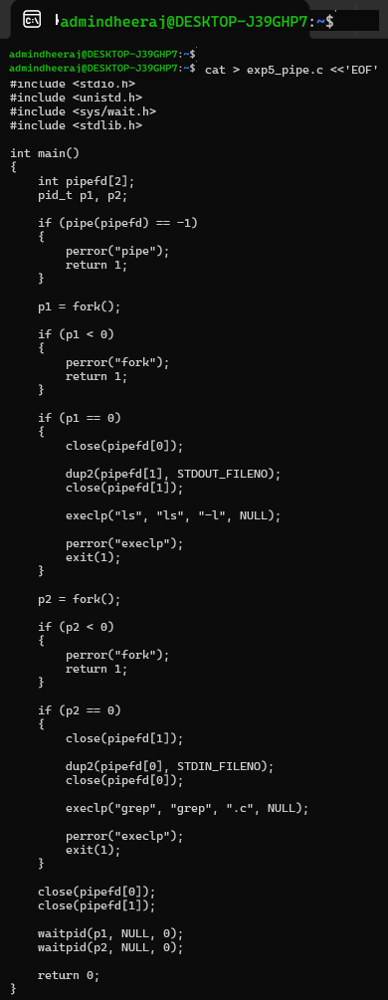 admindheeraj@DESKTOP-J39GHP7:~$
admindheeraj@DESKTOP-J39GHP7:~$
admindheeraj@DESKTOP-J39GHP7:~$ cat > exp5_pipe.c <<'EOF'
#include <stdio.h>
#include <unistd.h>
#include <sys/wait.h>
#include <stdlib.h>

int main()
{
    int pipefd[2];
    pid_t p1, p2;

    if (pipe(pipefd) == -1)
    {
        perror("pipe");
        return 1;
    }

    p1 = fork();

    if (p1 < 0)
    {
        perror("fork");
        return 1;
    }

    if (p1 == 0)
    {
        close(pipefd[0]);

        dup2(pipefd[1], STDOUT_FILENO);
        close(pipefd[1]);

        execlp("ls", "ls", "-l", NULL);

        perror("execlp");
        exit(1);
    }

    p2 = fork();

    if (p2 < 0)
    {
        perror("fork");
        return 1;
    }

    if (p2 == 0)
    {
        close(pipefd[1]);

        dup2(pipefd[0], STDIN_FILENO);
        close(pipefd[0]);

        execlp("grep", "grep", ".c", NULL);

        perror("execlp");
        exit(1);
    }

    close(pipefd[0]);
    close(pipefd[1]);

    waitpid(p1, NULL, 0);
    waitpid(p2, NULL, 0);

    return 0;
}